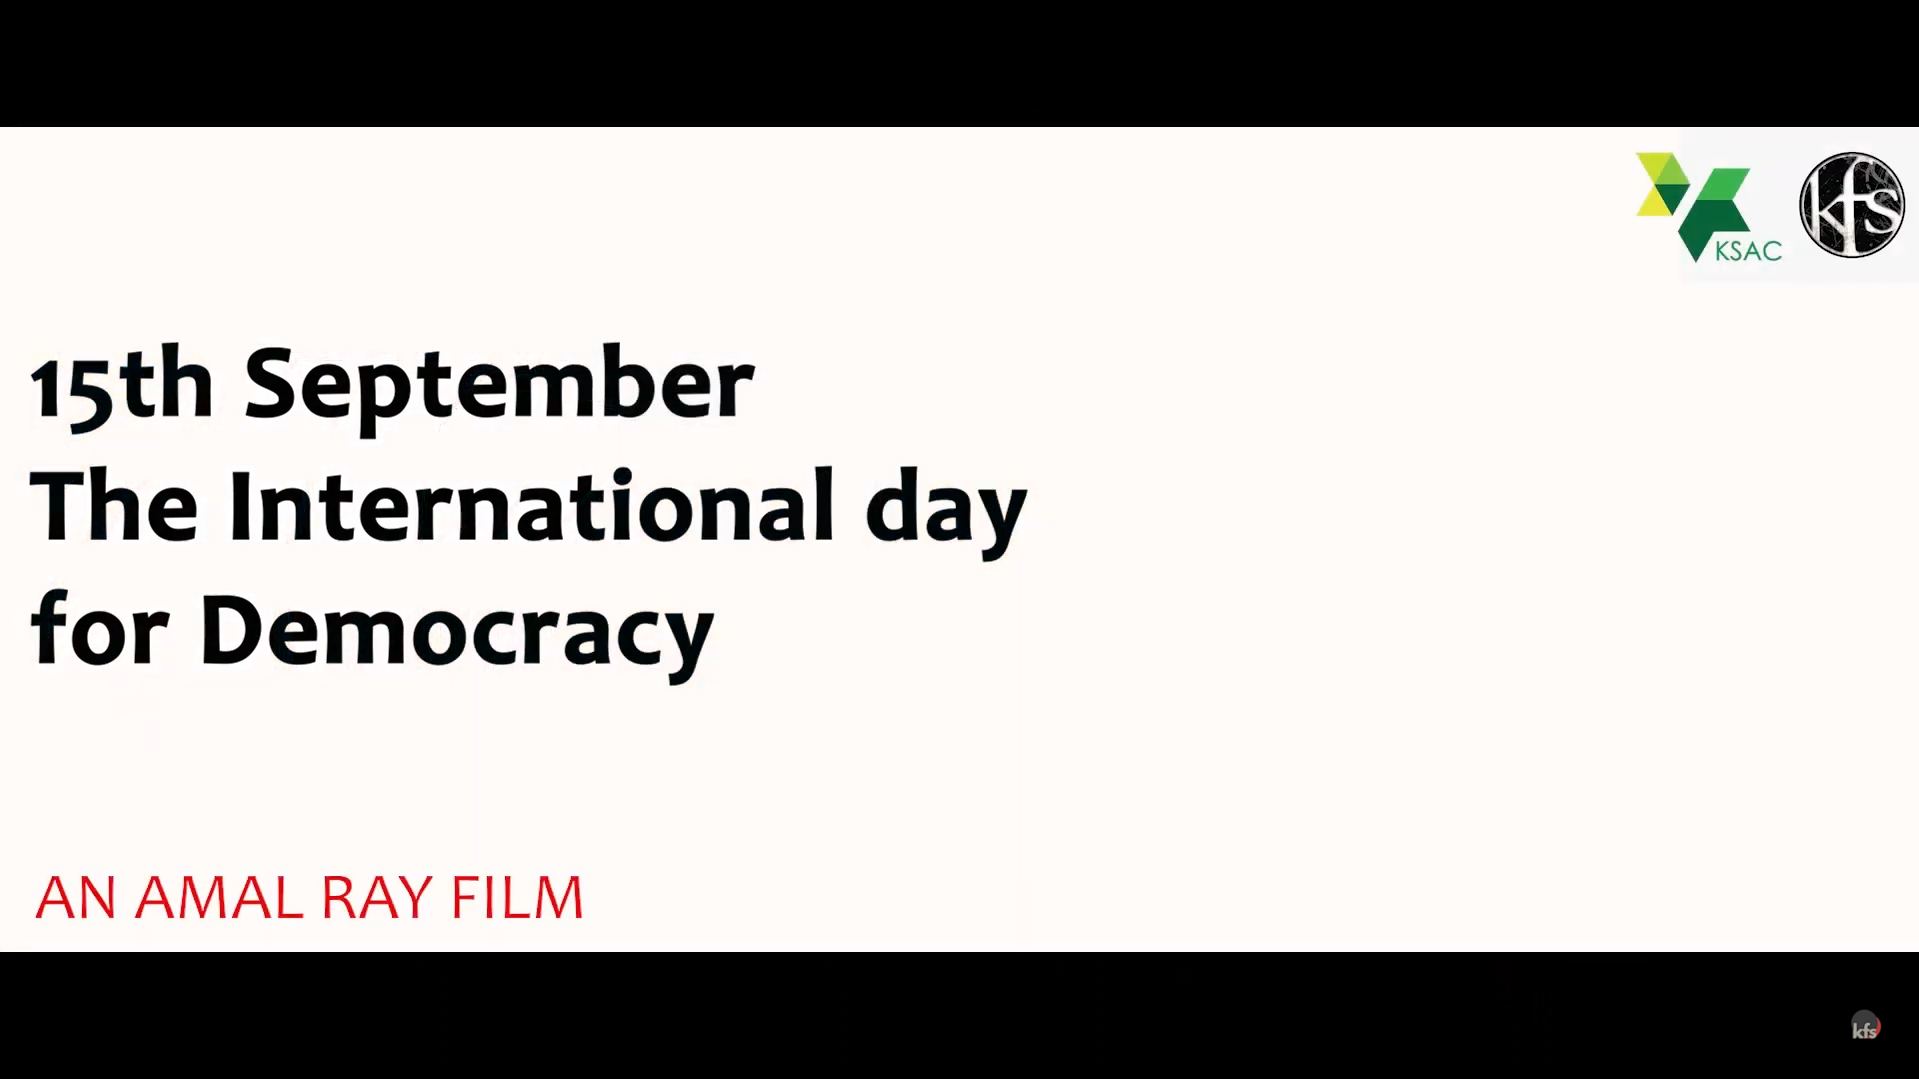 KSAC
kfs
15th September
The International day
for Democracy
AN AMAL RAY FILM
kfs